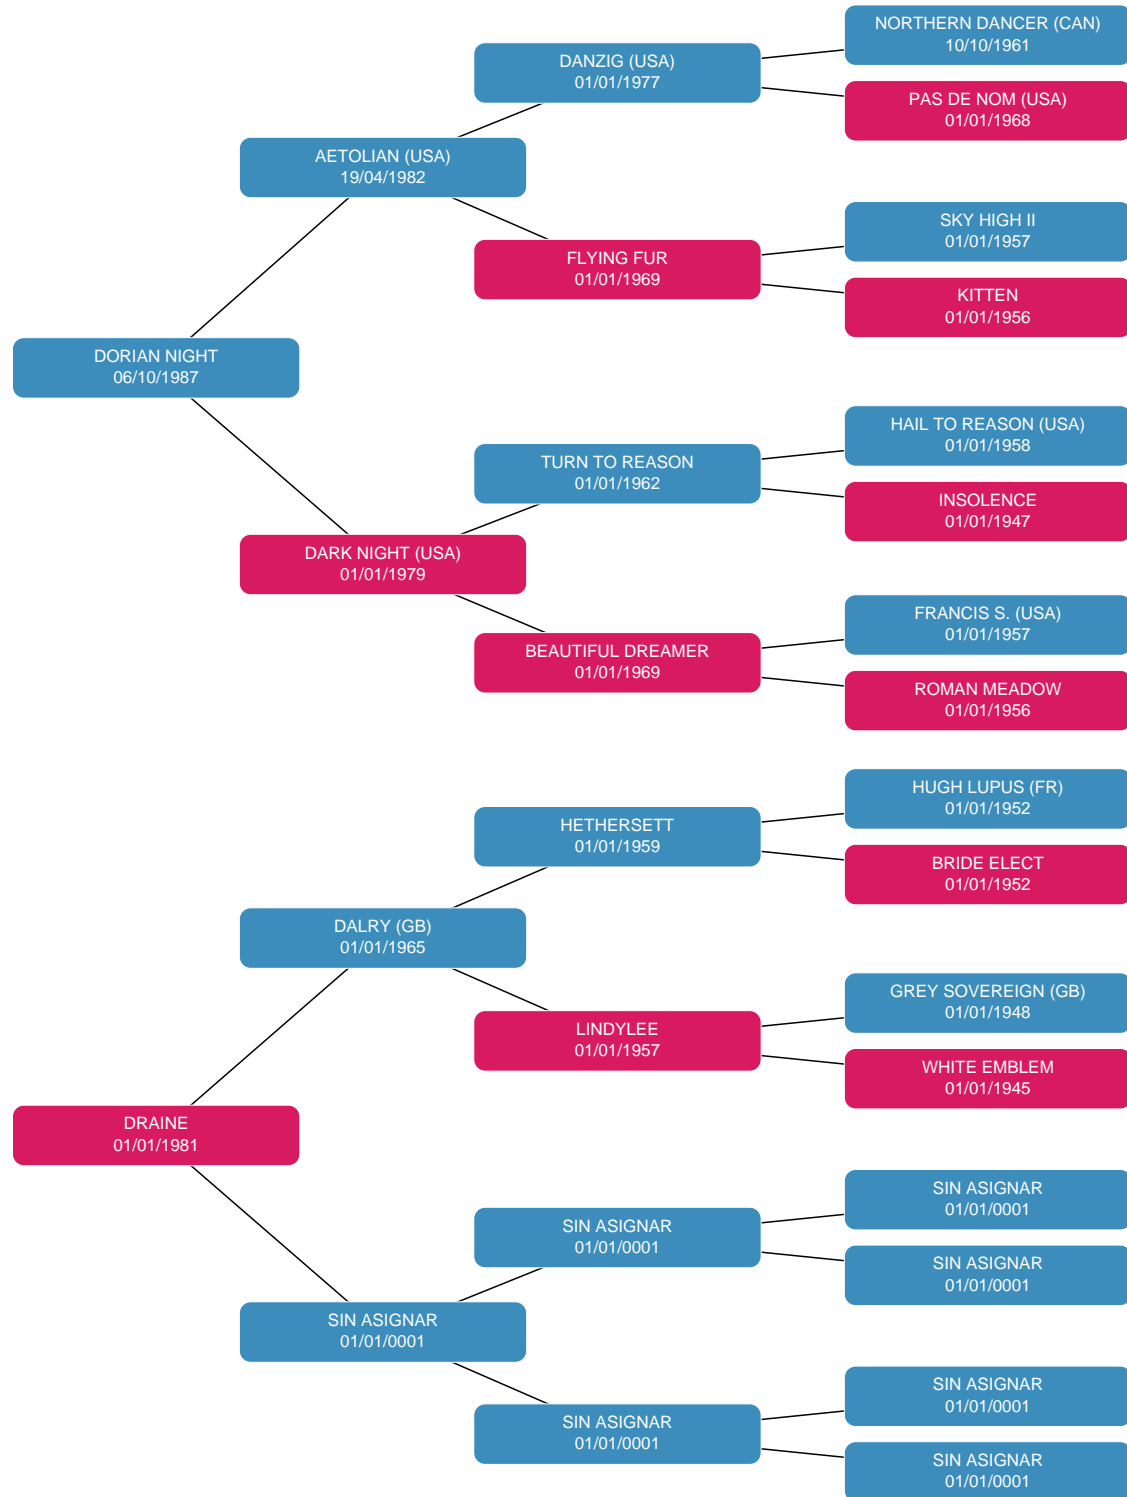 NORTHERN DANCER (CAN)
10/10/1961
DANZIG (USA)
01/01/1977
PAS DE NOM (USA)
01/01/1968
AETOLIAN (USA)
19/04/1982
SKY HIGH II
01/01/1957
FLYING FUR
01/01/1969
KITTEN
01/01/1956
DORIAN NIGHT
06/10/1987
HAIL TO REASON (USA)
01/01/1958
TURN TO REASON
01/01/1962
INSOLENCE
01/01/1947
DARK NIGHT (USA)
01/01/1979
FRANCIS S. (USA)
01/01/1957
BEAUTIFUL DREAMER
01/01/1969
ROMAN MEADOW
01/01/1956
HUGH LUPUS (FR)
01/01/1952
HETHERSETT
01/01/1959
BRIDE ELECT
01/01/1952
DALRY (GB)
01/01/1965
GREY SOVEREIGN (GB)
01/01/1948
LINDYLEE
01/01/1957
WHITE EMBLEM
01/01/1945
DRAINE
01/01/1981
SIN ASIGNAR
01/01/0001
SIN ASIGNAR
01/01/0001
SIN ASIGNAR
01/01/0001
SIN ASIGNAR
01/01/0001
SIN ASIGNAR
01/01/0001
SIN ASIGNAR
01/01/0001
SIN ASIGNAR
01/01/0001